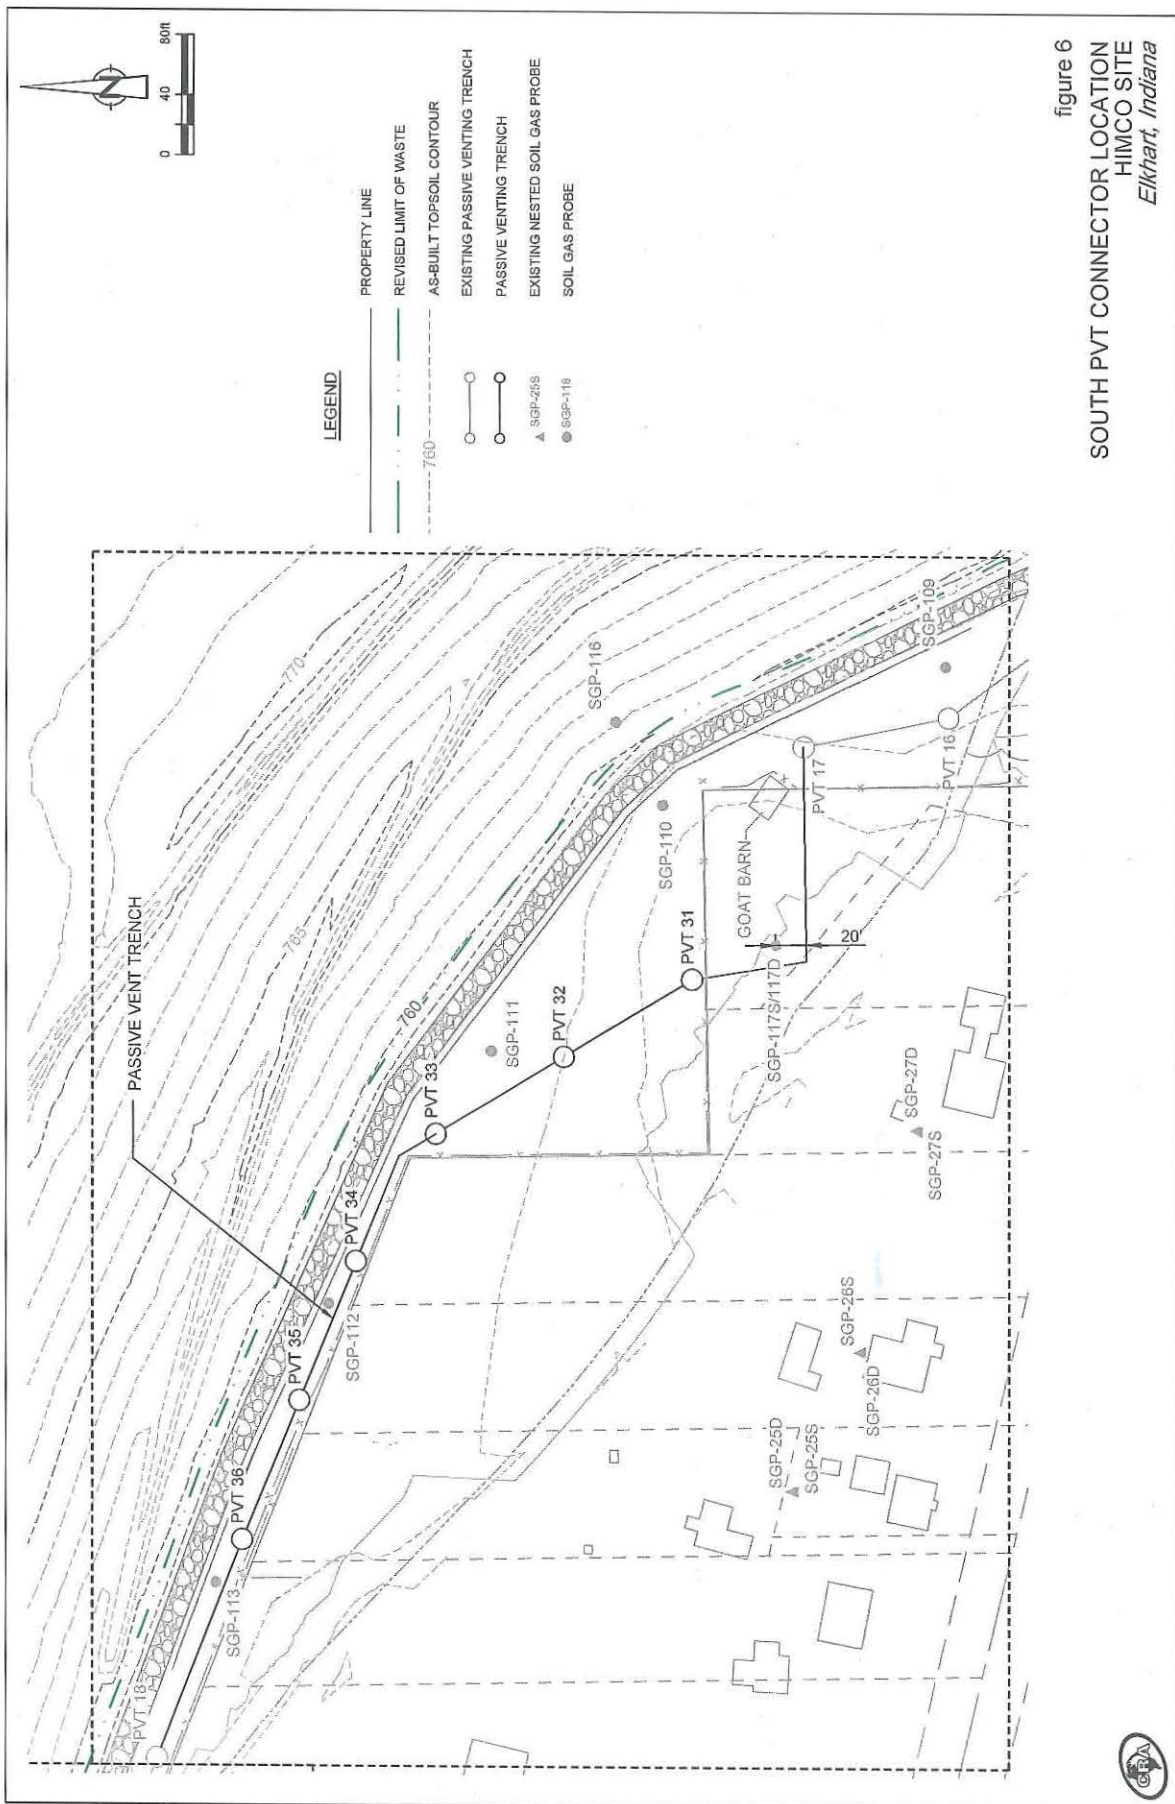 80ft
40
0
N
LEGEND
PROPERTY LINE
REVISED LIMIT OF WASTE
760
AS-BUILT TOPSOIL CONTOUR
EXISTING PASSIVE VENTING TRENCH
PASSIVE VENTING TRENCH
SGP-25S
EXISTING NESTED SOIL GAS PROBE
SGP-116
SOIL GAS PROBE
PASSIVE VENT TRENCH
770
765
760
PVT 18
SGP-113
PVT 36
PVT 35
SGP-112
PVT 34
PVT 33
SGP-111
PVT 32
SGP-116
SGP-110
PVT 31
GOAT BARN
SGP-117S/117D
20'
PVT 17
PVT 16
SGP-109
SGP-25D
SGP-25S
SGP-26S
SGP-26D
SGP-27D
SGP-27S
figure 6
SOUTH PVT CONNECTOR LOCATION
HIMCO SITE
Elkhart, Indiana
CRA